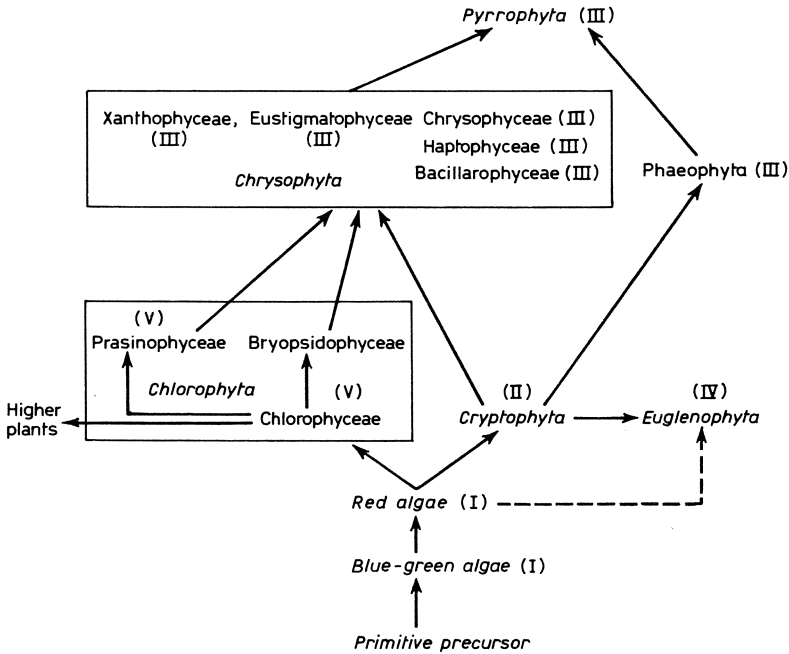 Pyrrophyta (III)
Xanthophyceae, Eustigmatophyceae Chrysophyceae (III)
(III) (III)
Haptophyceae (III)
Bacillarophyceae (III)
Chrysophyta
Phaeophyta (III)
(V)
Prasinophyceae Bryopsidophyceae
Chlorophyta (V)
Chlorophyceae
Higher
plants
(II)
Cryptophyta
(IV)
Euglenophyta
Red algae (I)
Blue-green algae (I)
Primitive precursor